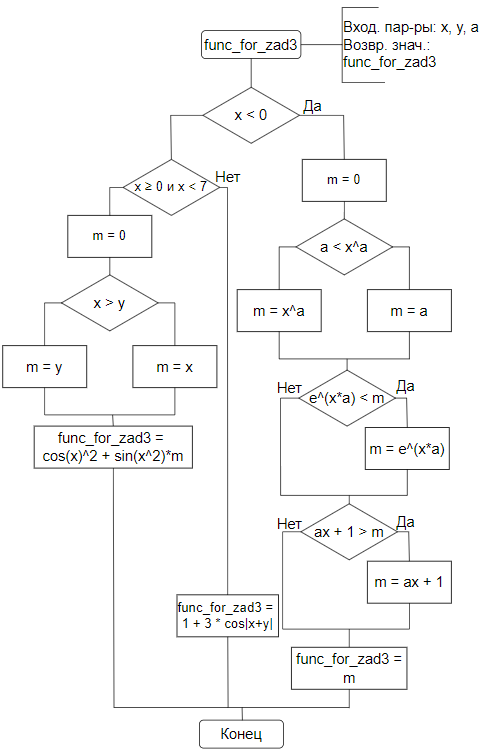 func_for_zad3
Вход. пар-ры: x, y, a
Возвр. знач.:
func_for_zad3
x < 0
Да
x ≥ 0 и x < 7
Нет
m = 0
m = 0
a < x^a
x > y
m = x^a
m = a
m = y
m = x
Нет
Да
e^(x*a) < m
func_for_zad3 =
cos(x)^2 + sin(x^2)*m
m = e^(x*a)
Нет
Да
ax + 1 > m
m = ax + 1
func_for_zad3 =
1 + 3 * cos|x+y|
func_for_zad3 =
m
Конец